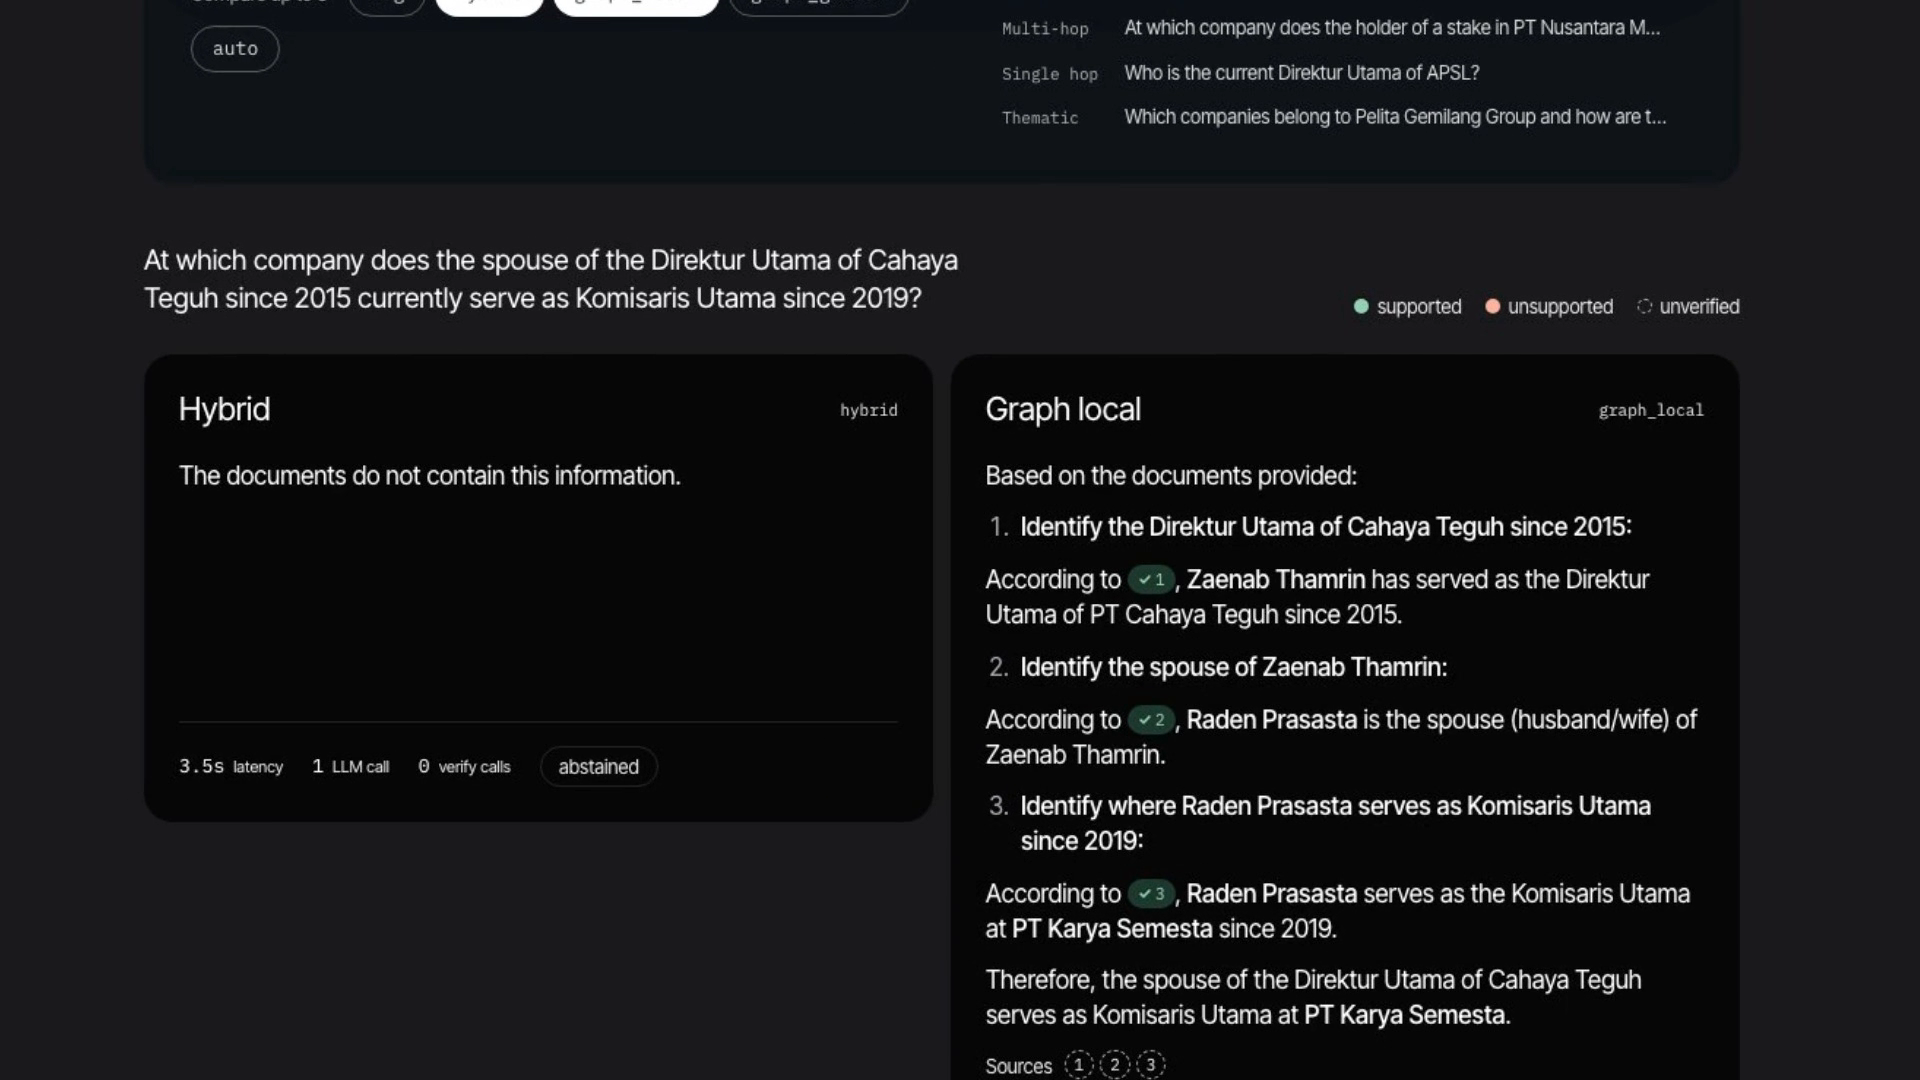 auto
Multi-hop At which company does the holder of a stake in PT Nusantara M...
Single hop Who is the current Direktur Utama of APSL?
Thematic Which companies belong to Pelita Gemilang Group and how are t...
At which company does the spouse of the Direktur Utama of Cahaya
Teguh since 2015 currently serve as Komisaris Utama since 2019?
supported unsupported unverified
Hybrid hybrid
The documents do not contain this information.
3.5s latency 1 LLM call 0 verify calls abstained
Graph local graph_local
Based on the documents provided:
1. Identify the Direktur Utama of Cahaya Teguh since 2015:
According to ✓ 1, Zaenab Thamrin has served as the Direktur
Utama of PT Cahaya Teguh since 2015.
2. Identify the spouse of Zaenab Thamrin:
According to ✓ 2, Raden Prasasta is the spouse (husband/wife) of
Zaenab Thamrin.
3. Identify where Raden Prasasta serves as Komisaris Utama
since 2019:
According to ✓ 3, Raden Prasasta serves as the Komisaris Utama
at PT Karya Semesta since 2019.
Therefore, the spouse of the Direktur Utama of Cahaya Teguh
serves as Komisaris Utama at PT Karya Semesta.
Sources 1 2 3